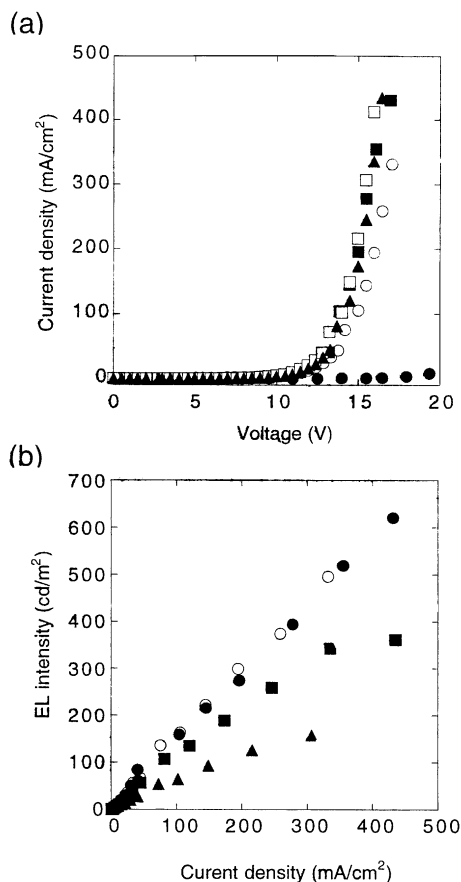 (a)
Current density (mA/cm²)
500
400
300
200
100
0
0 5 10 15 20
Voltage (V)
(b)
EL intensity (cd/m²)
700
600
500
400
300
200
100
0
0 100 200 300 400 500
Curent density (mA/cm²)